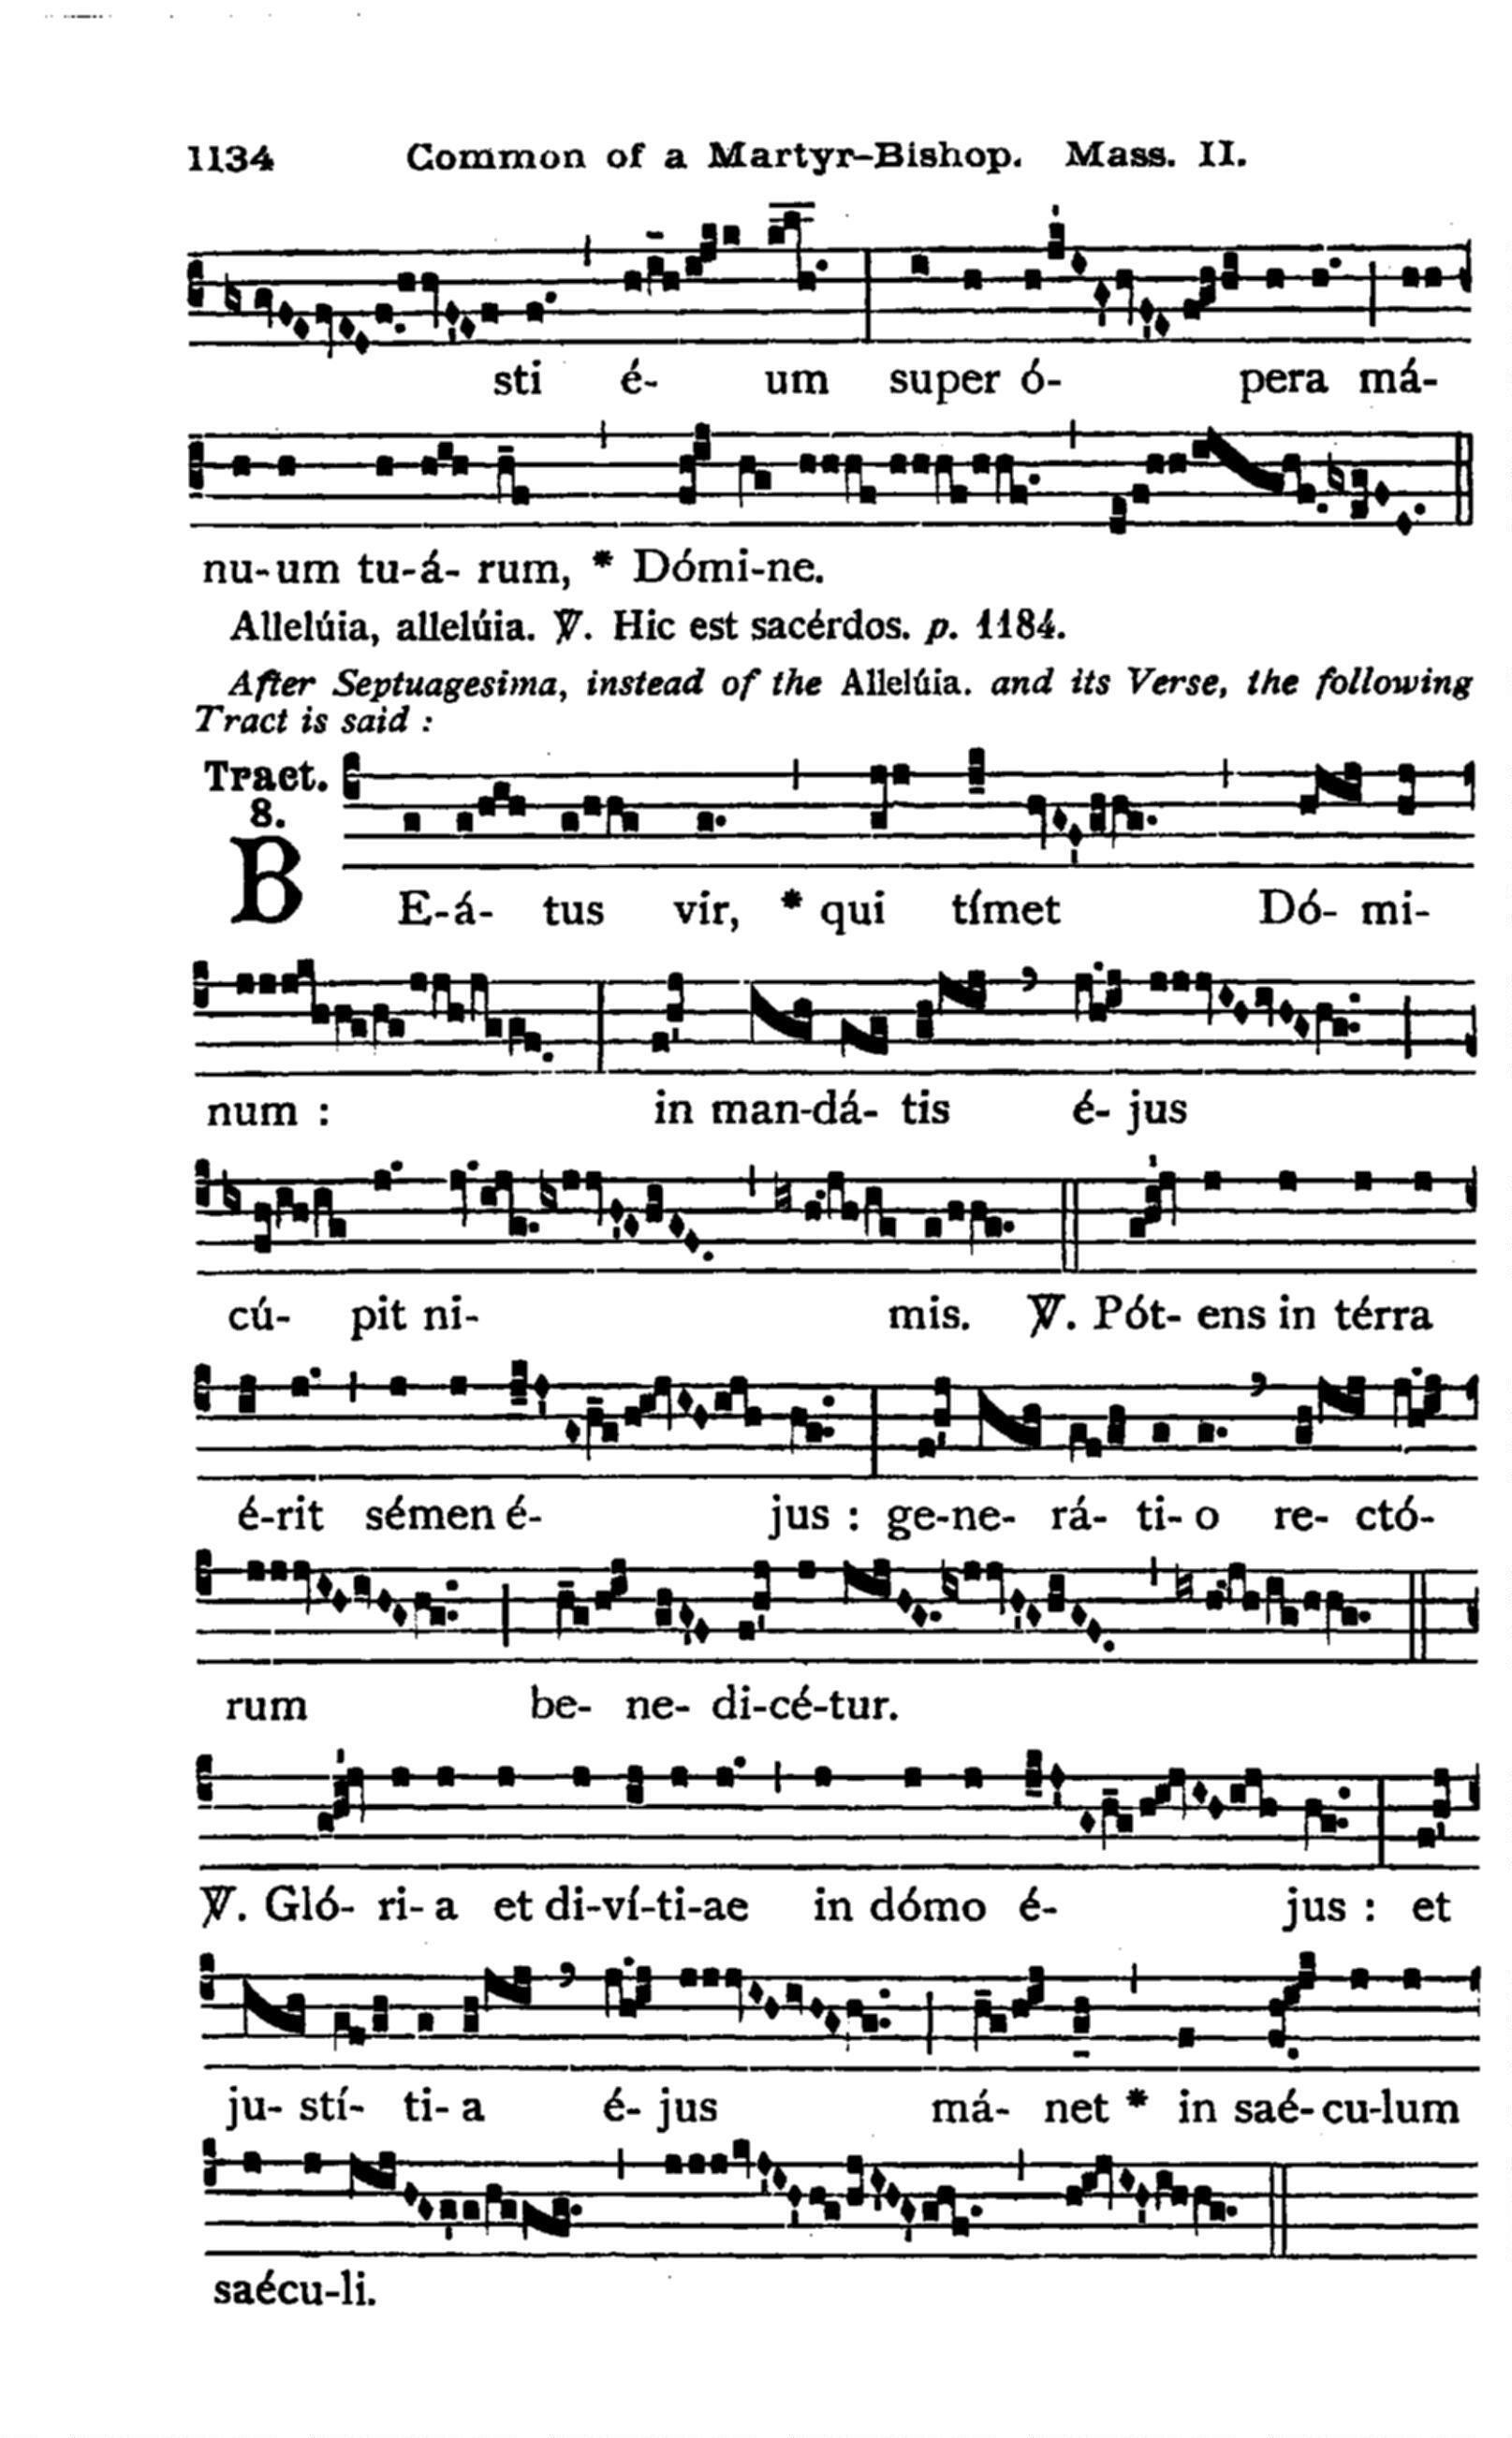 1134 Common of a Martyr-Bishop. Mass. II.
sti é- um super ó- pera má-
nu-um tu-á- rum, * Dómi-ne.
Allelúia, allelúia. ℣. Hic est sacérdos. p. 1184.
After Septuagesima, instead of the Allelúia. and its Verse, the following
Tract is said :
Tract.
8.
BE-á- tus vir, * qui tímet Dó- mi-
num : in man-dá- tis é- jus
cú- pit ni- mis. ℣. Pót- ens in térra
é-rit sémen é- jus : ge-ne- rá- ti- o re- ctó-
rum be- ne- di-cé-tur.
℣. Gló- ri- a et di-ví-ti-ae in dómo é- jus : et
ju- stí- ti- a é- jus má- net * in saé- cu-lum
saécu-li.